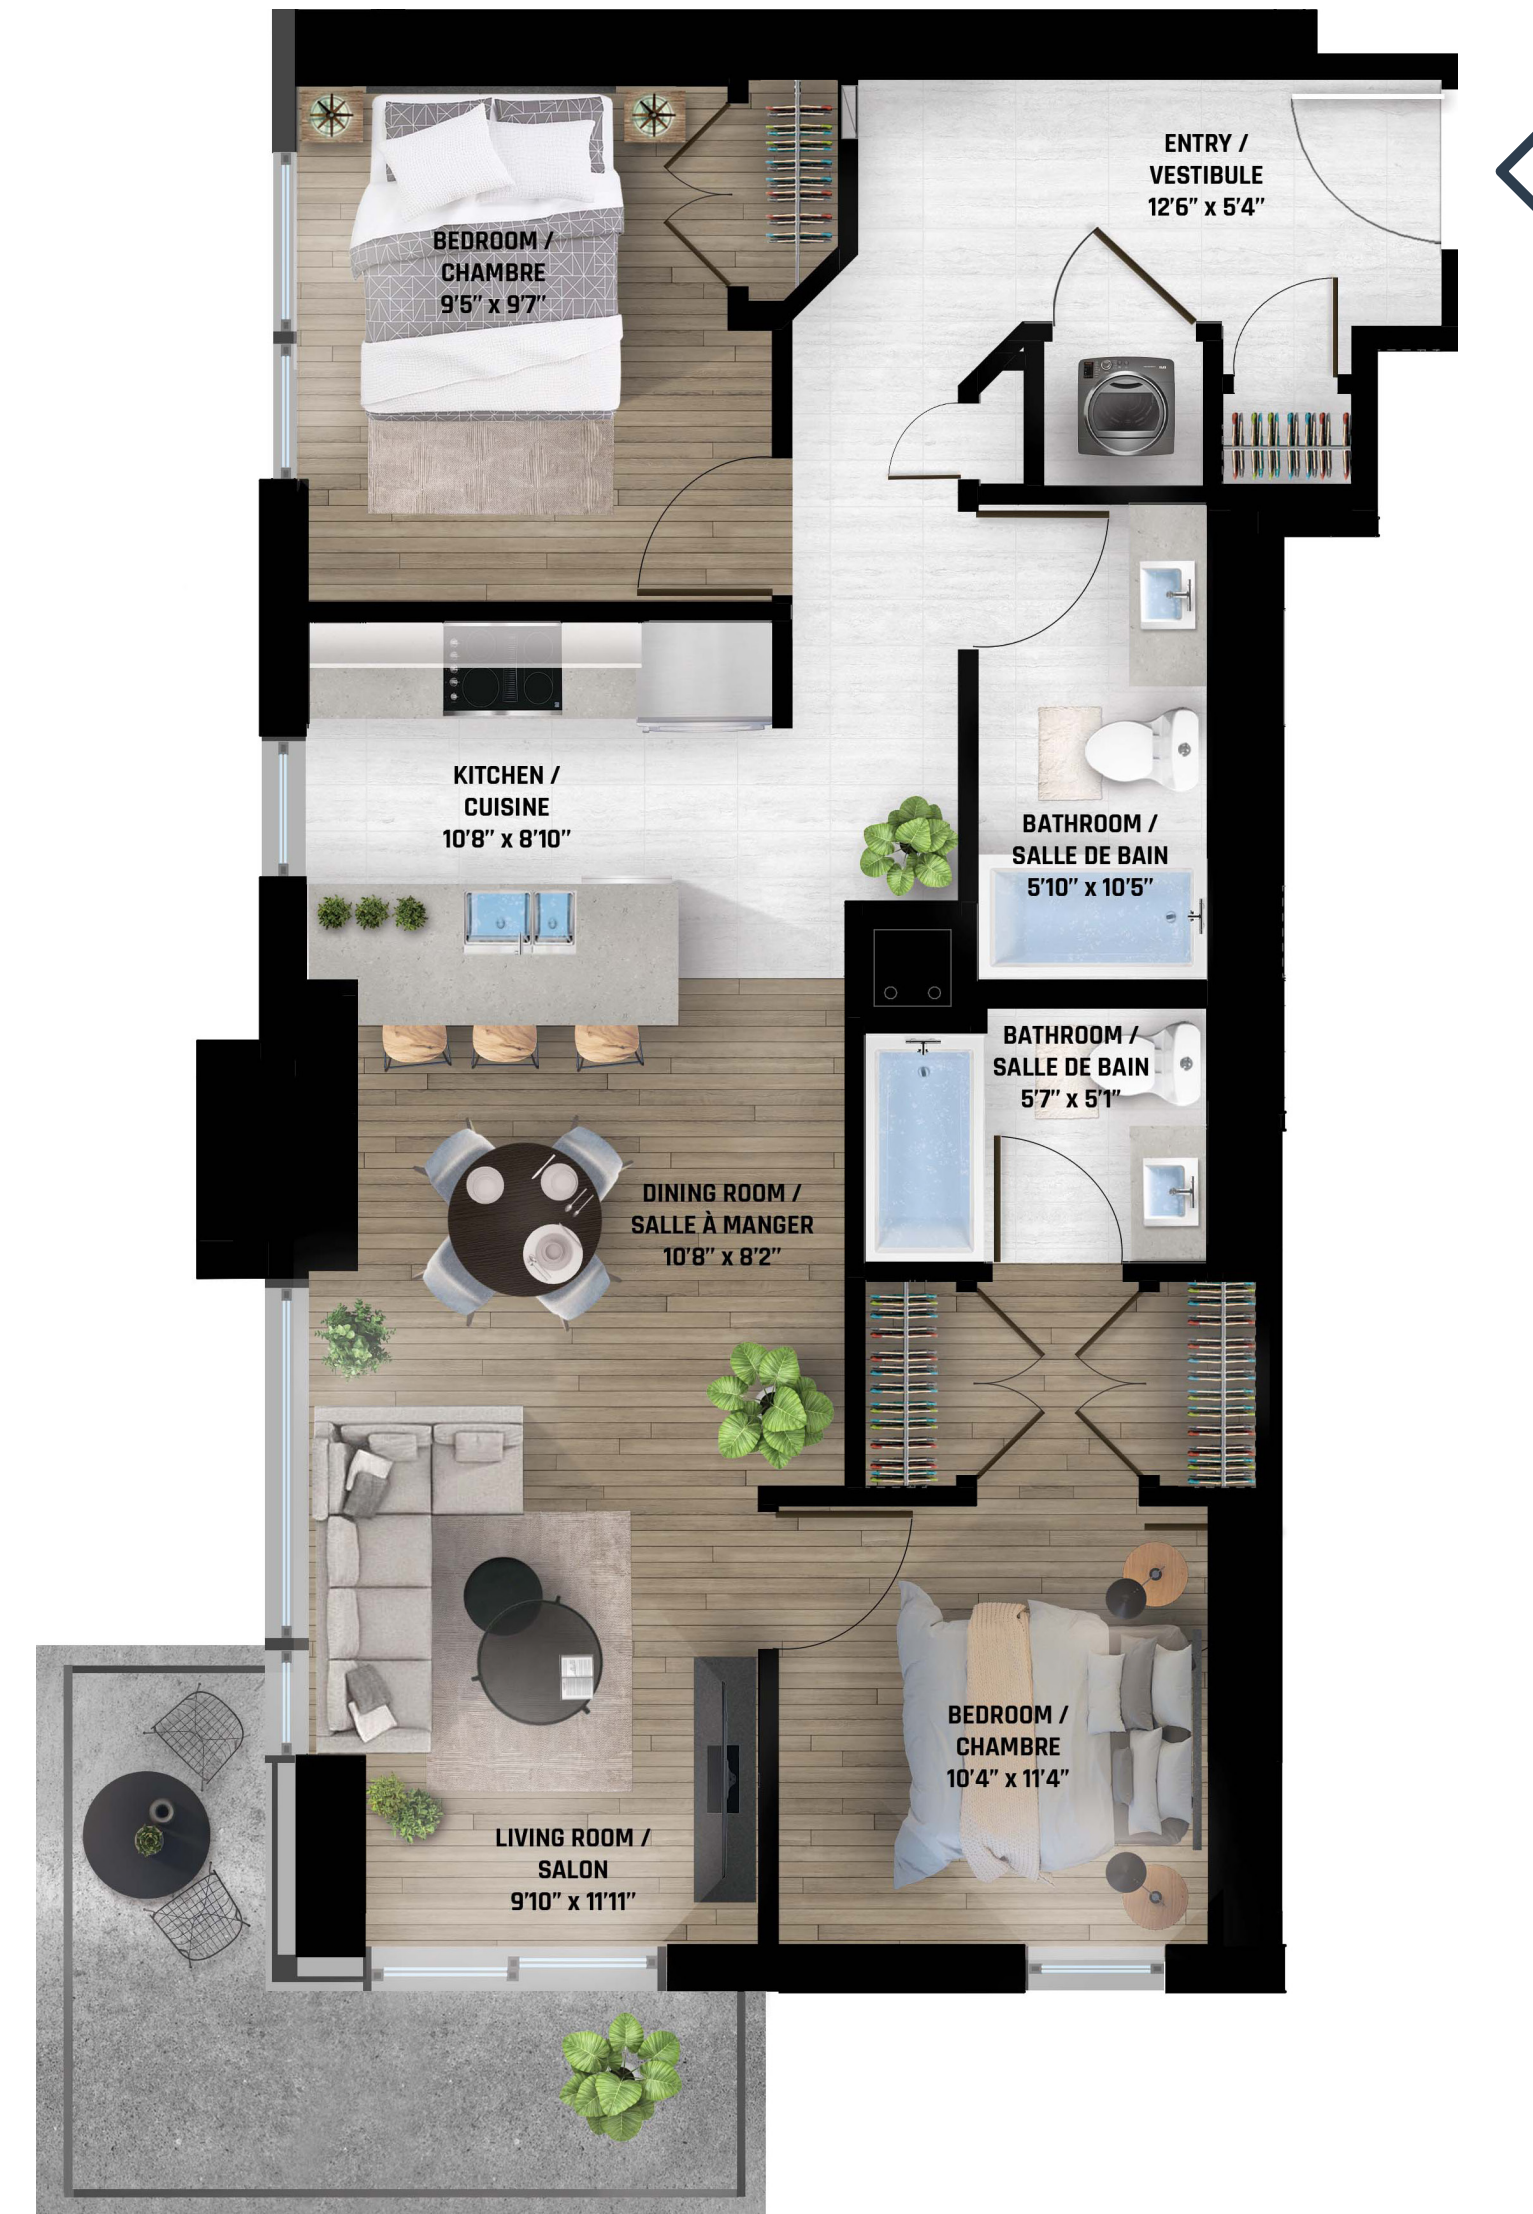 ENTRY /
VESTIBULE
12'6" x 5'4"
BEDROOM /
CHAMBRE
9'5" x 9'7"
KITCHEN /
CUISINE
10'8" x 8'10"
BATHROOM /
SALLE DE BAIN
5'10" x 10'5"
BATHROOM /
SALLE DE BAIN
5'7" x 5'1"
DINING ROOM /
SALLE À MANGER
10'8" x 8'2"
BEDROOM /
CHAMBRE
10'4" x 11'4"
LIVING ROOM /
SALON
9'10" x 11'11"